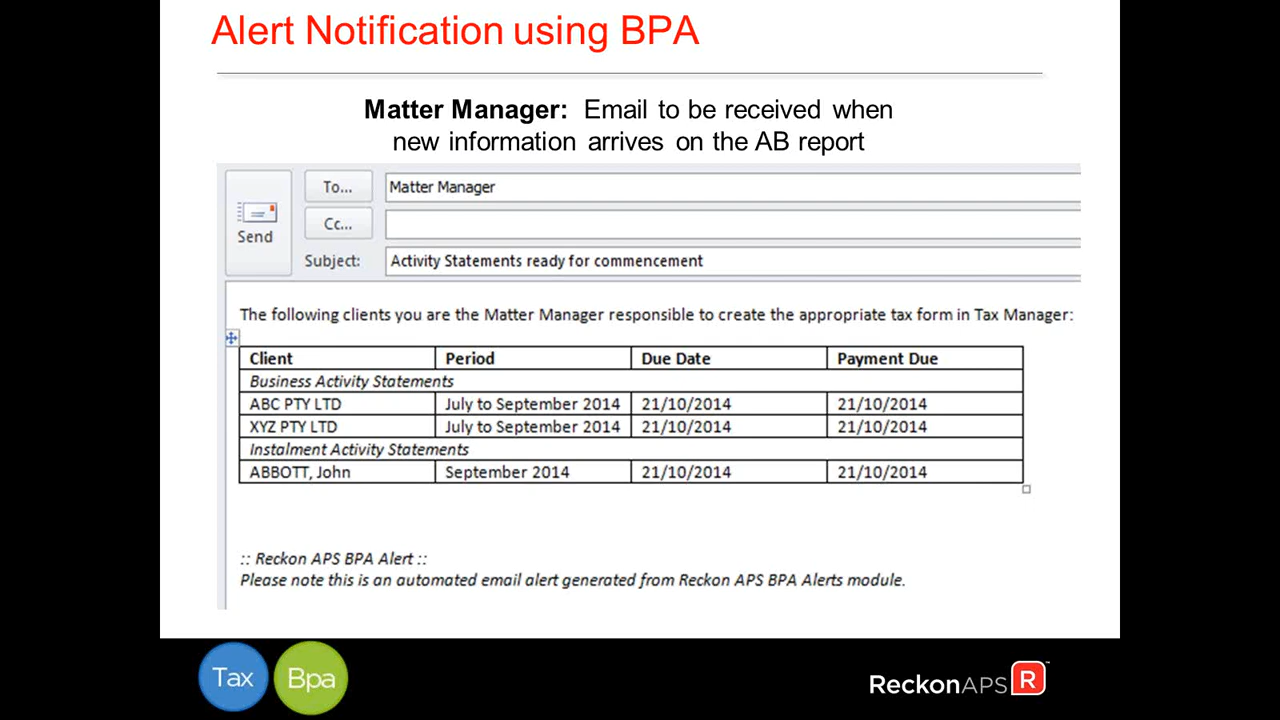 Alert Notification using BPA
Matter Manager: Email to be received when
new information arrives on the AB report
To...
Matter Manager
Cc...
Send
Subject:
Activity Statements ready for commencement
The following clients you are the Matter Manager responsible to create the appropriate tax form in Tax Manager:
Client Period Due Date Payment Due
Business Activity Statements
ABC PTY LTD July to September 2014 21/10/2014 21/10/2014
XYZ PTY LTD July to September 2014 21/10/2014 21/10/2014
Instalment Activity Statements
ABBOTT, John September 2014 21/10/2014 21/10/2014
:: Reckon APS BPA Alert ::
Please note this is an automated email alert generated from Reckon APS BPA Alerts module.
Tax Bpa
ReckonAPS R